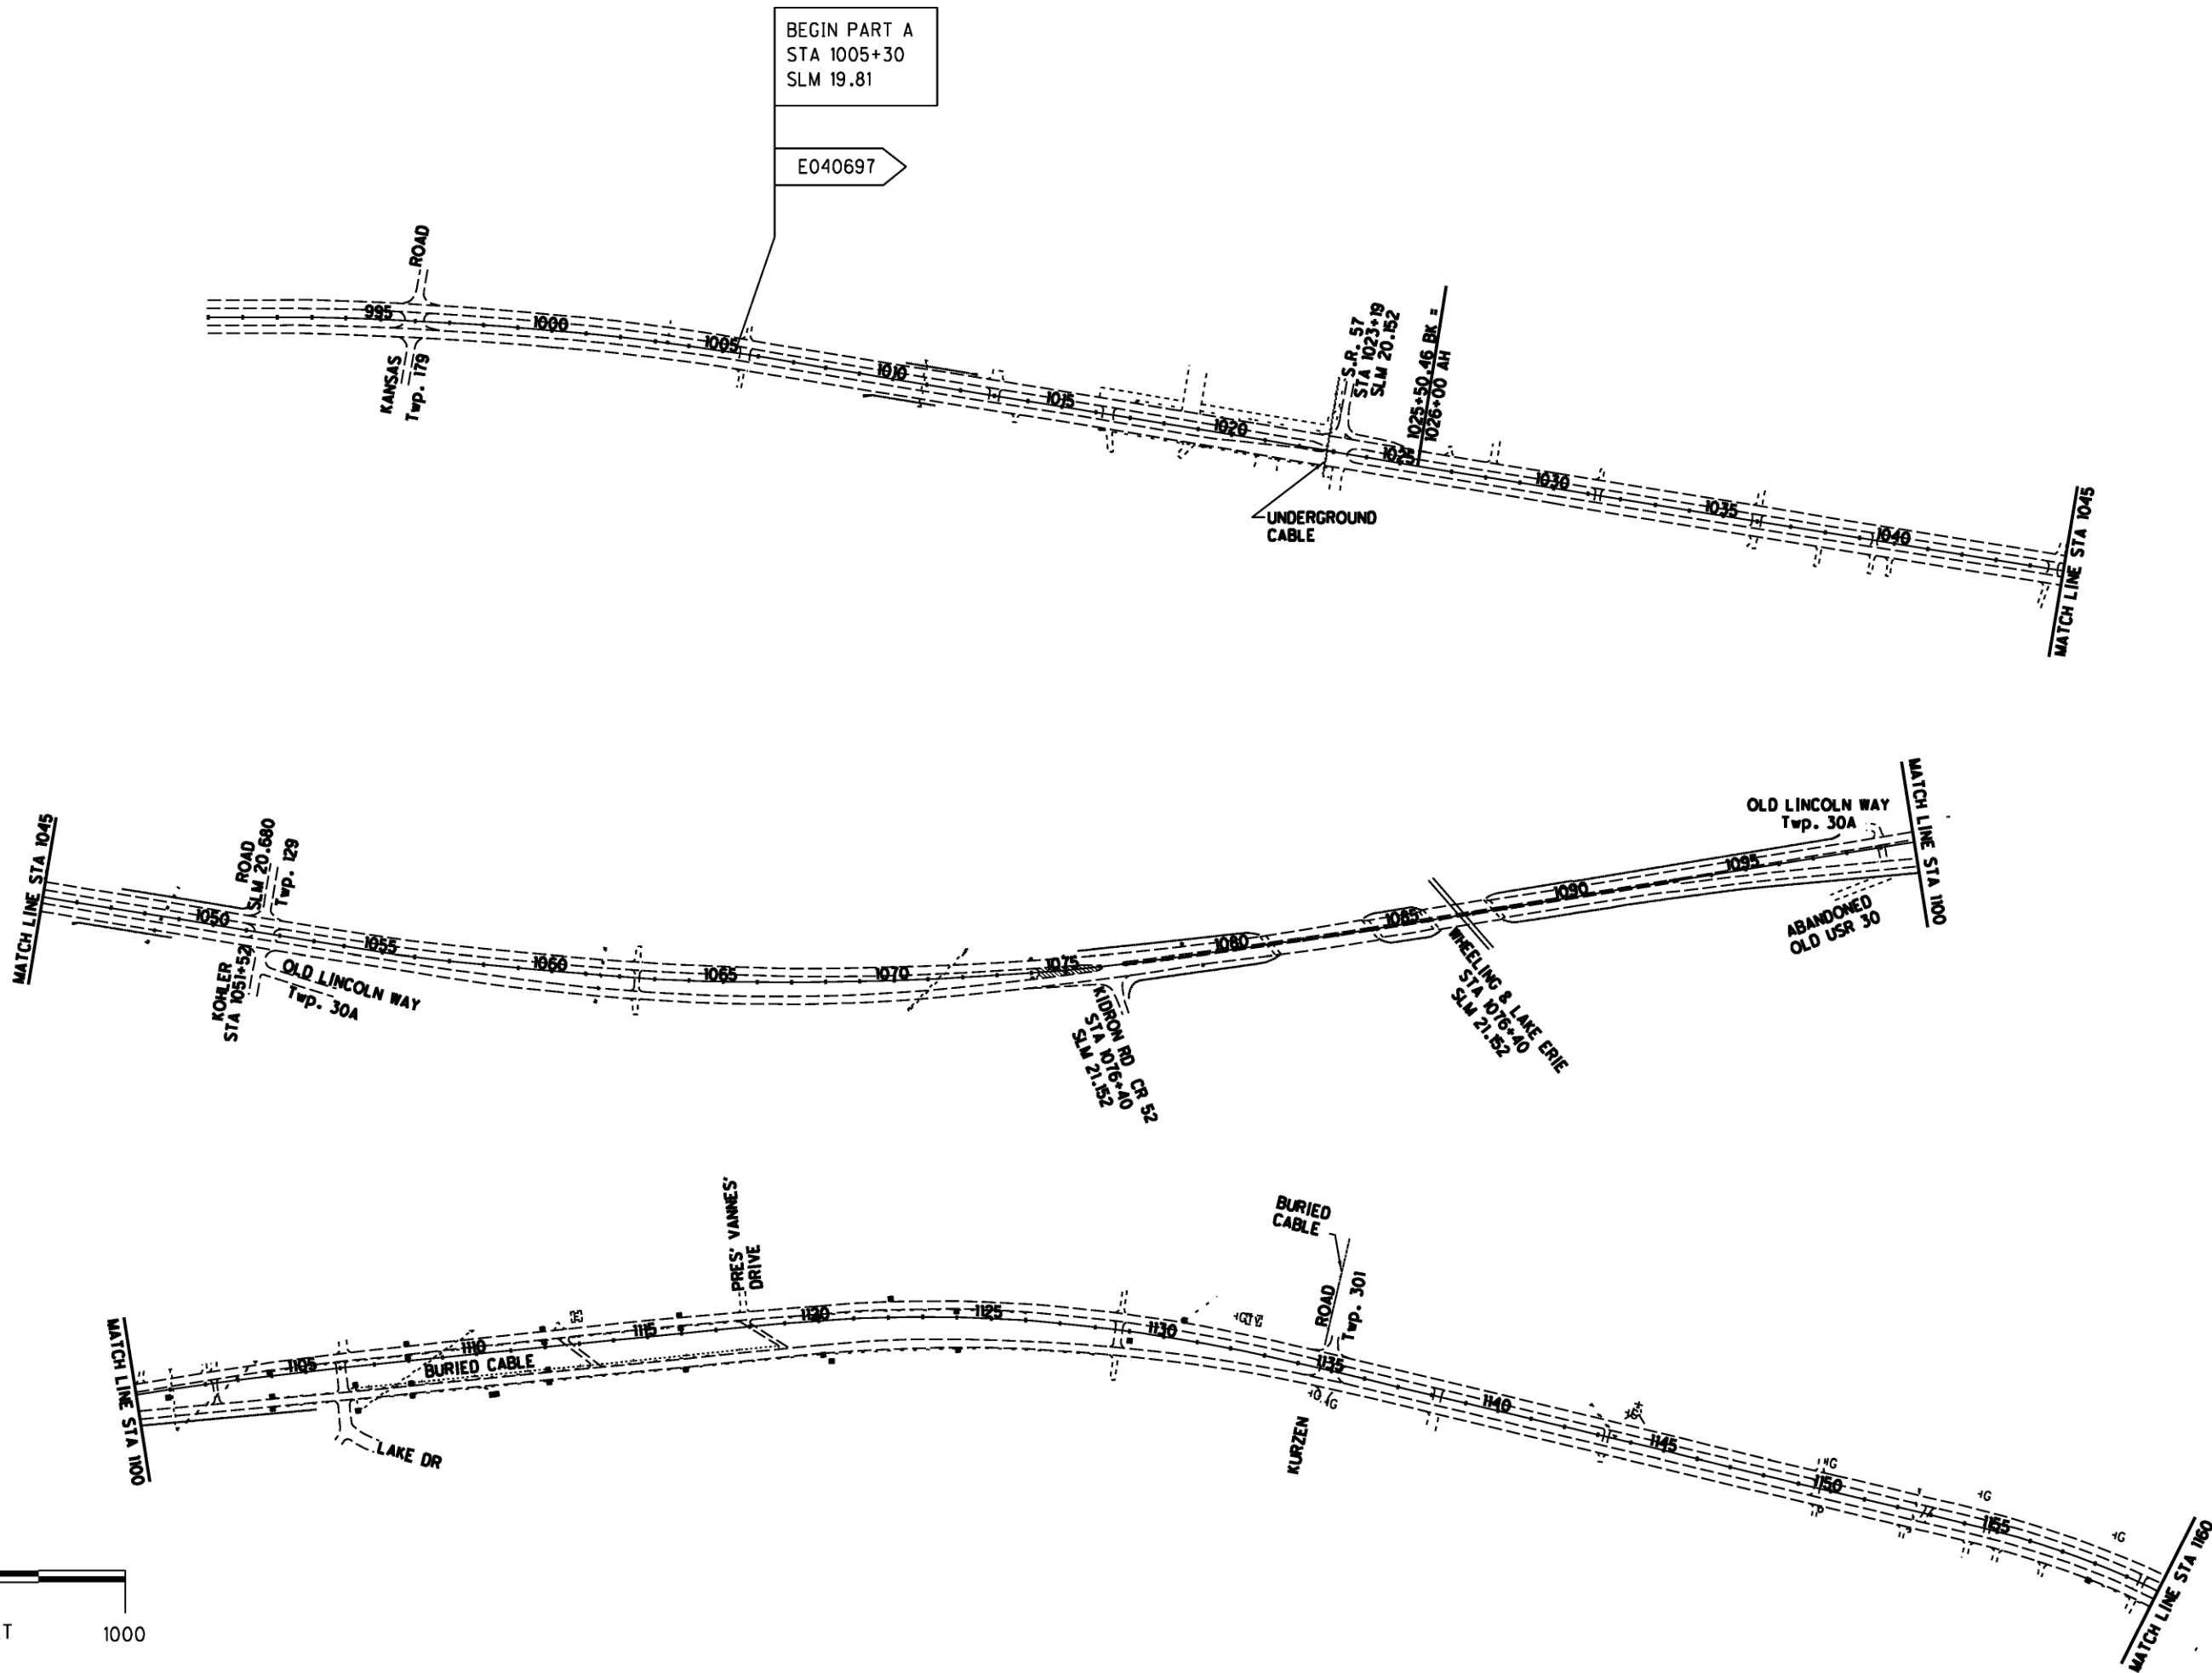 BEGIN PART A
STA 1005+30
SLM 19.81
E040697
ROAD
KANSAS
Twp. 179
995
1000
1005
1010
1015
1020
1025
1030
1035
1040
S.R. 57
STA 1023+19
SLM 20.152
1025+50.46 BK =
1026+00 AH
UNDERGROUND
CABLE
MATCH LINE STA 1045
MATCH LINE STA 1045
ROAD
SLM 20.680
Twp. 129
KOHLER
STA 1051+52
OLD LINCOLN WAY
Twp. 30A
1050
1055
1060
1065
1070
1075
1080
1085
1090
1095
KIDRON RD CR 52
STA 1076+40
SLM 21.152
WHEELING & LAKE ERIE
STA 1076+40
SLM 21.152
OLD LINCOLN WAY
Twp. 30A
ABANDONED
OLD USR 30
MATCH LINE STA 1100
MATCH LINE STA 1100
1105
1110
1115
1120
1125
1130
1135
1140
1145
1150
1155
BURIED CABLE
LAKE DR
PRES' VANNES'
DRIVE
BURIED
CABLE
ROAD
Twp. 301
KURZEN
MATCH LINE STA 1160
1000